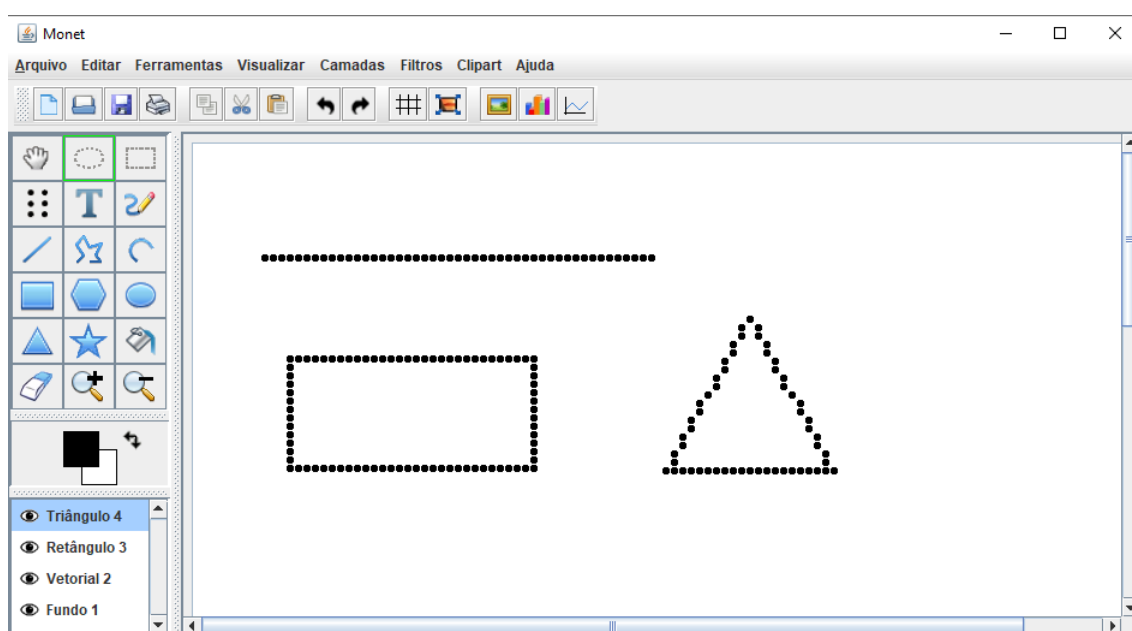 Monet
Arquivo Editar Ferramentas Visualizar Camadas Filtros Clipart Ajuda
T
Triângulo 4
Retângulo 3
Vetorial 2
Fundo 1